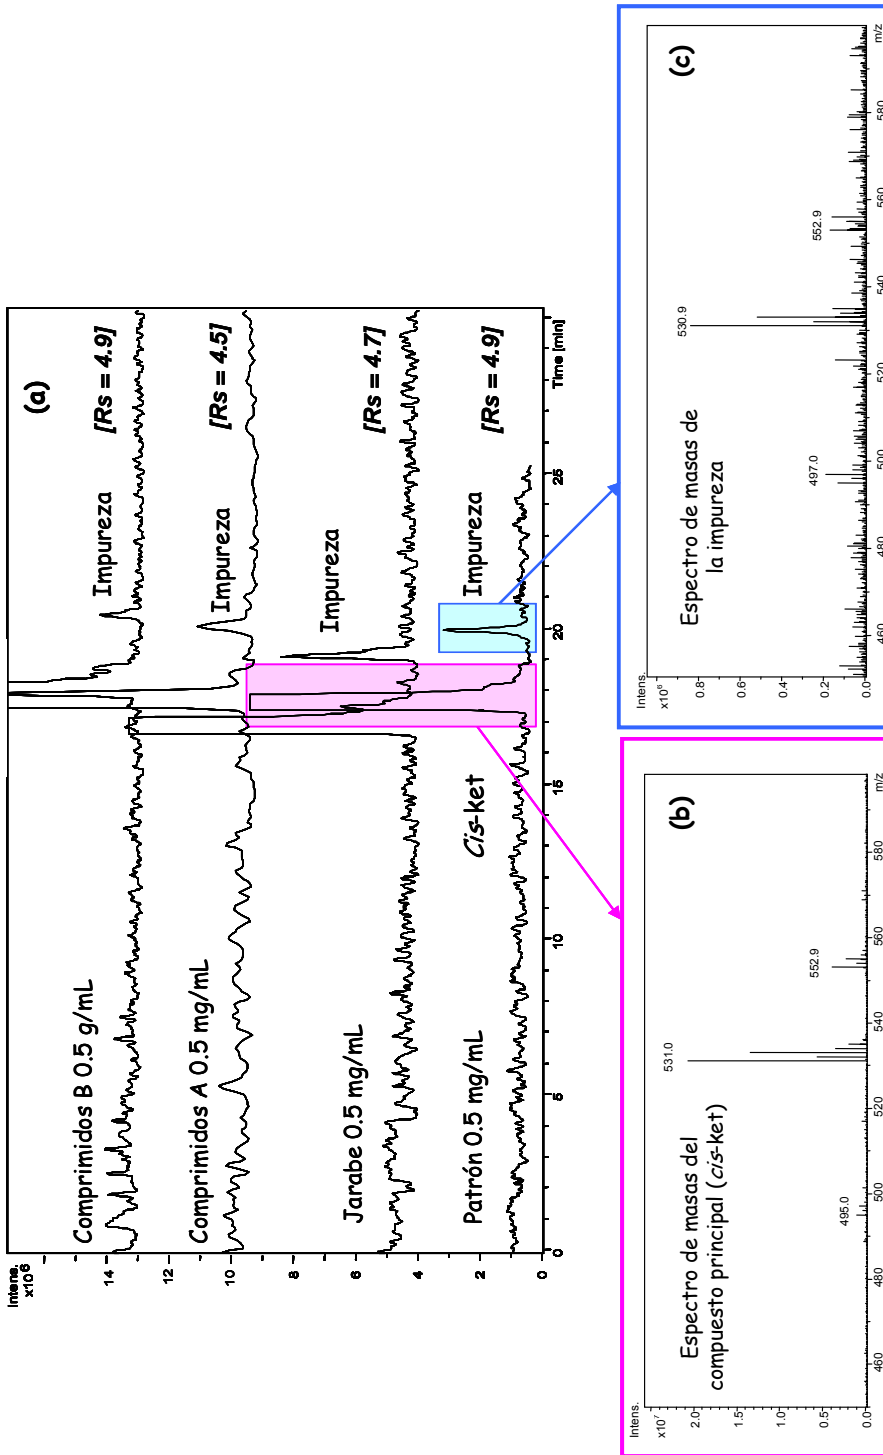 (a)
Intens.
x10⁶
14
12
10
8
6
4
2
0
Comprimidos B 0.5 g/mL
Impureza
[Rs = 4.9]
Comprimidos A 0.5 mg/mL
Impureza
[Rs = 4.5]
Jarabe 0.5 mg/mL
Impureza
[Rs = 4.7]
Patrón 0.5 mg/mL
Cis-ket
Impureza
[Rs = 4.9]
0
5
10
15
20
25
Time [min]
Intens.
x10⁷
2.0
1.5
1.0
0.5
0.0
Espectro de masas del
compuesto principal (cis-ket)
(b)
495.0
531.0
552.9
460
480
500
520
540
560
580
m/z
Intens.
x10⁶
0.8
0.6
0.4
0.2
0.0
Espectro de masas de
la impureza
(c)
497.0
530.9
552.9
460
480
500
520
540
560
580
m/z